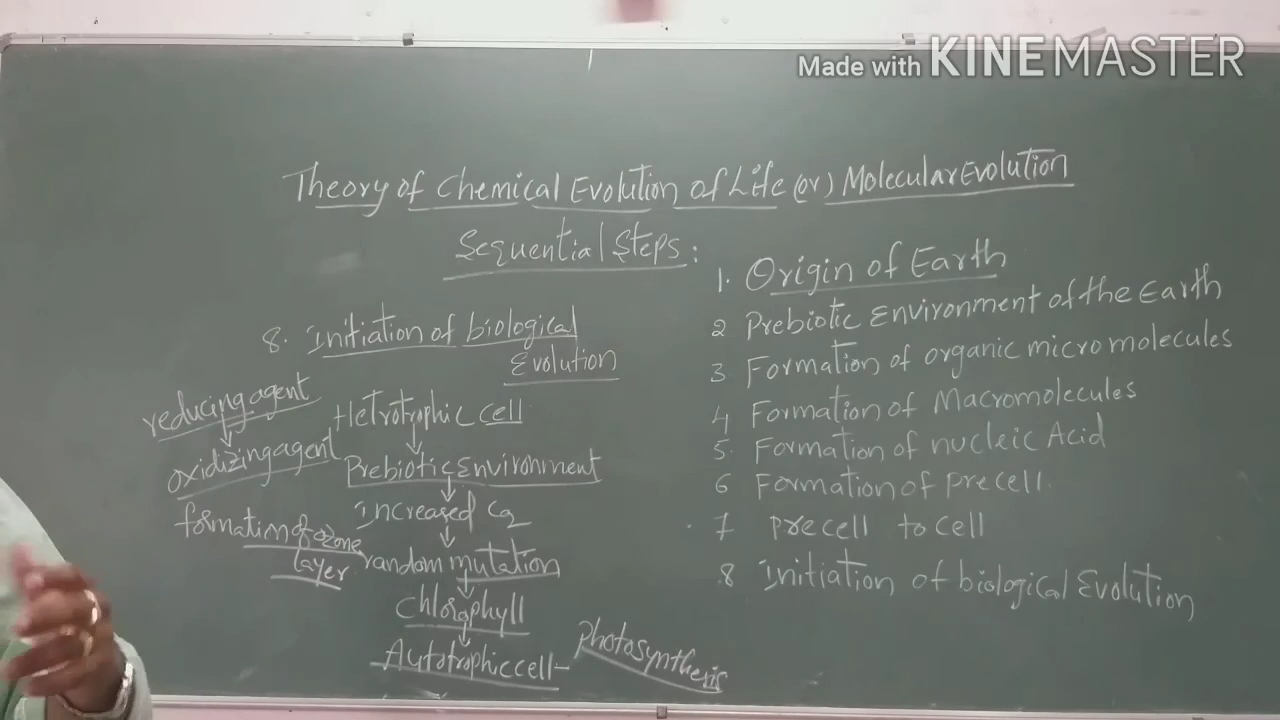 Made with KINEMASTER
Theory of Chemical Evolution of Life (or) Molecular Evolution
Sequential Steps:
1. Origin of Earth
2 Prebiotic Environment of the Earth
3 Formation of organic micro molecules
4 Formation of Macromolecules
5. Formation of nucleic Acid
6 Formation of precell.
7 precell to cell
8 Initiation of biological Evolution
8. Initiation of biological
Evolution
Hetrotrophic cell
Prebiotic Environment
increased
random mutation
Chlorophyll
Autotrophic cell - Photosynthesis
reducing agent
oxidizing agent
formation of ozone
layer